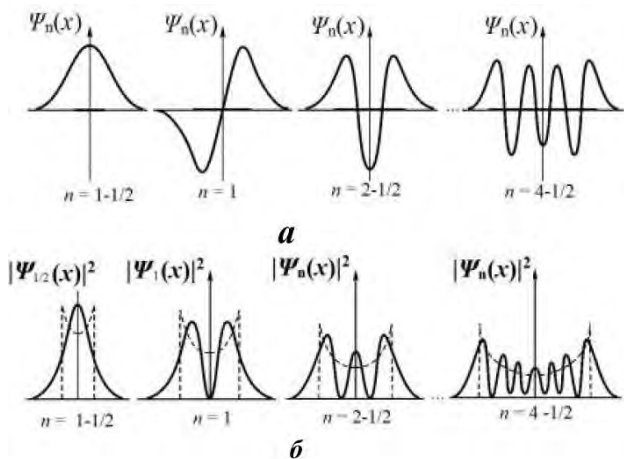 Ψn(x) Ψn(x) Ψn(x) Ψn(x)
...
n = 1-1/2 n = 1 n = 2-1/2 n = 4-1/2
а
|Ψ1/2(x)|² |Ψ1(x)|² |Ψn(x)|² |Ψn(x)|²
...
n = 1-1/2 n = 1 n = 2-1/2 n = 4 -1/2
б